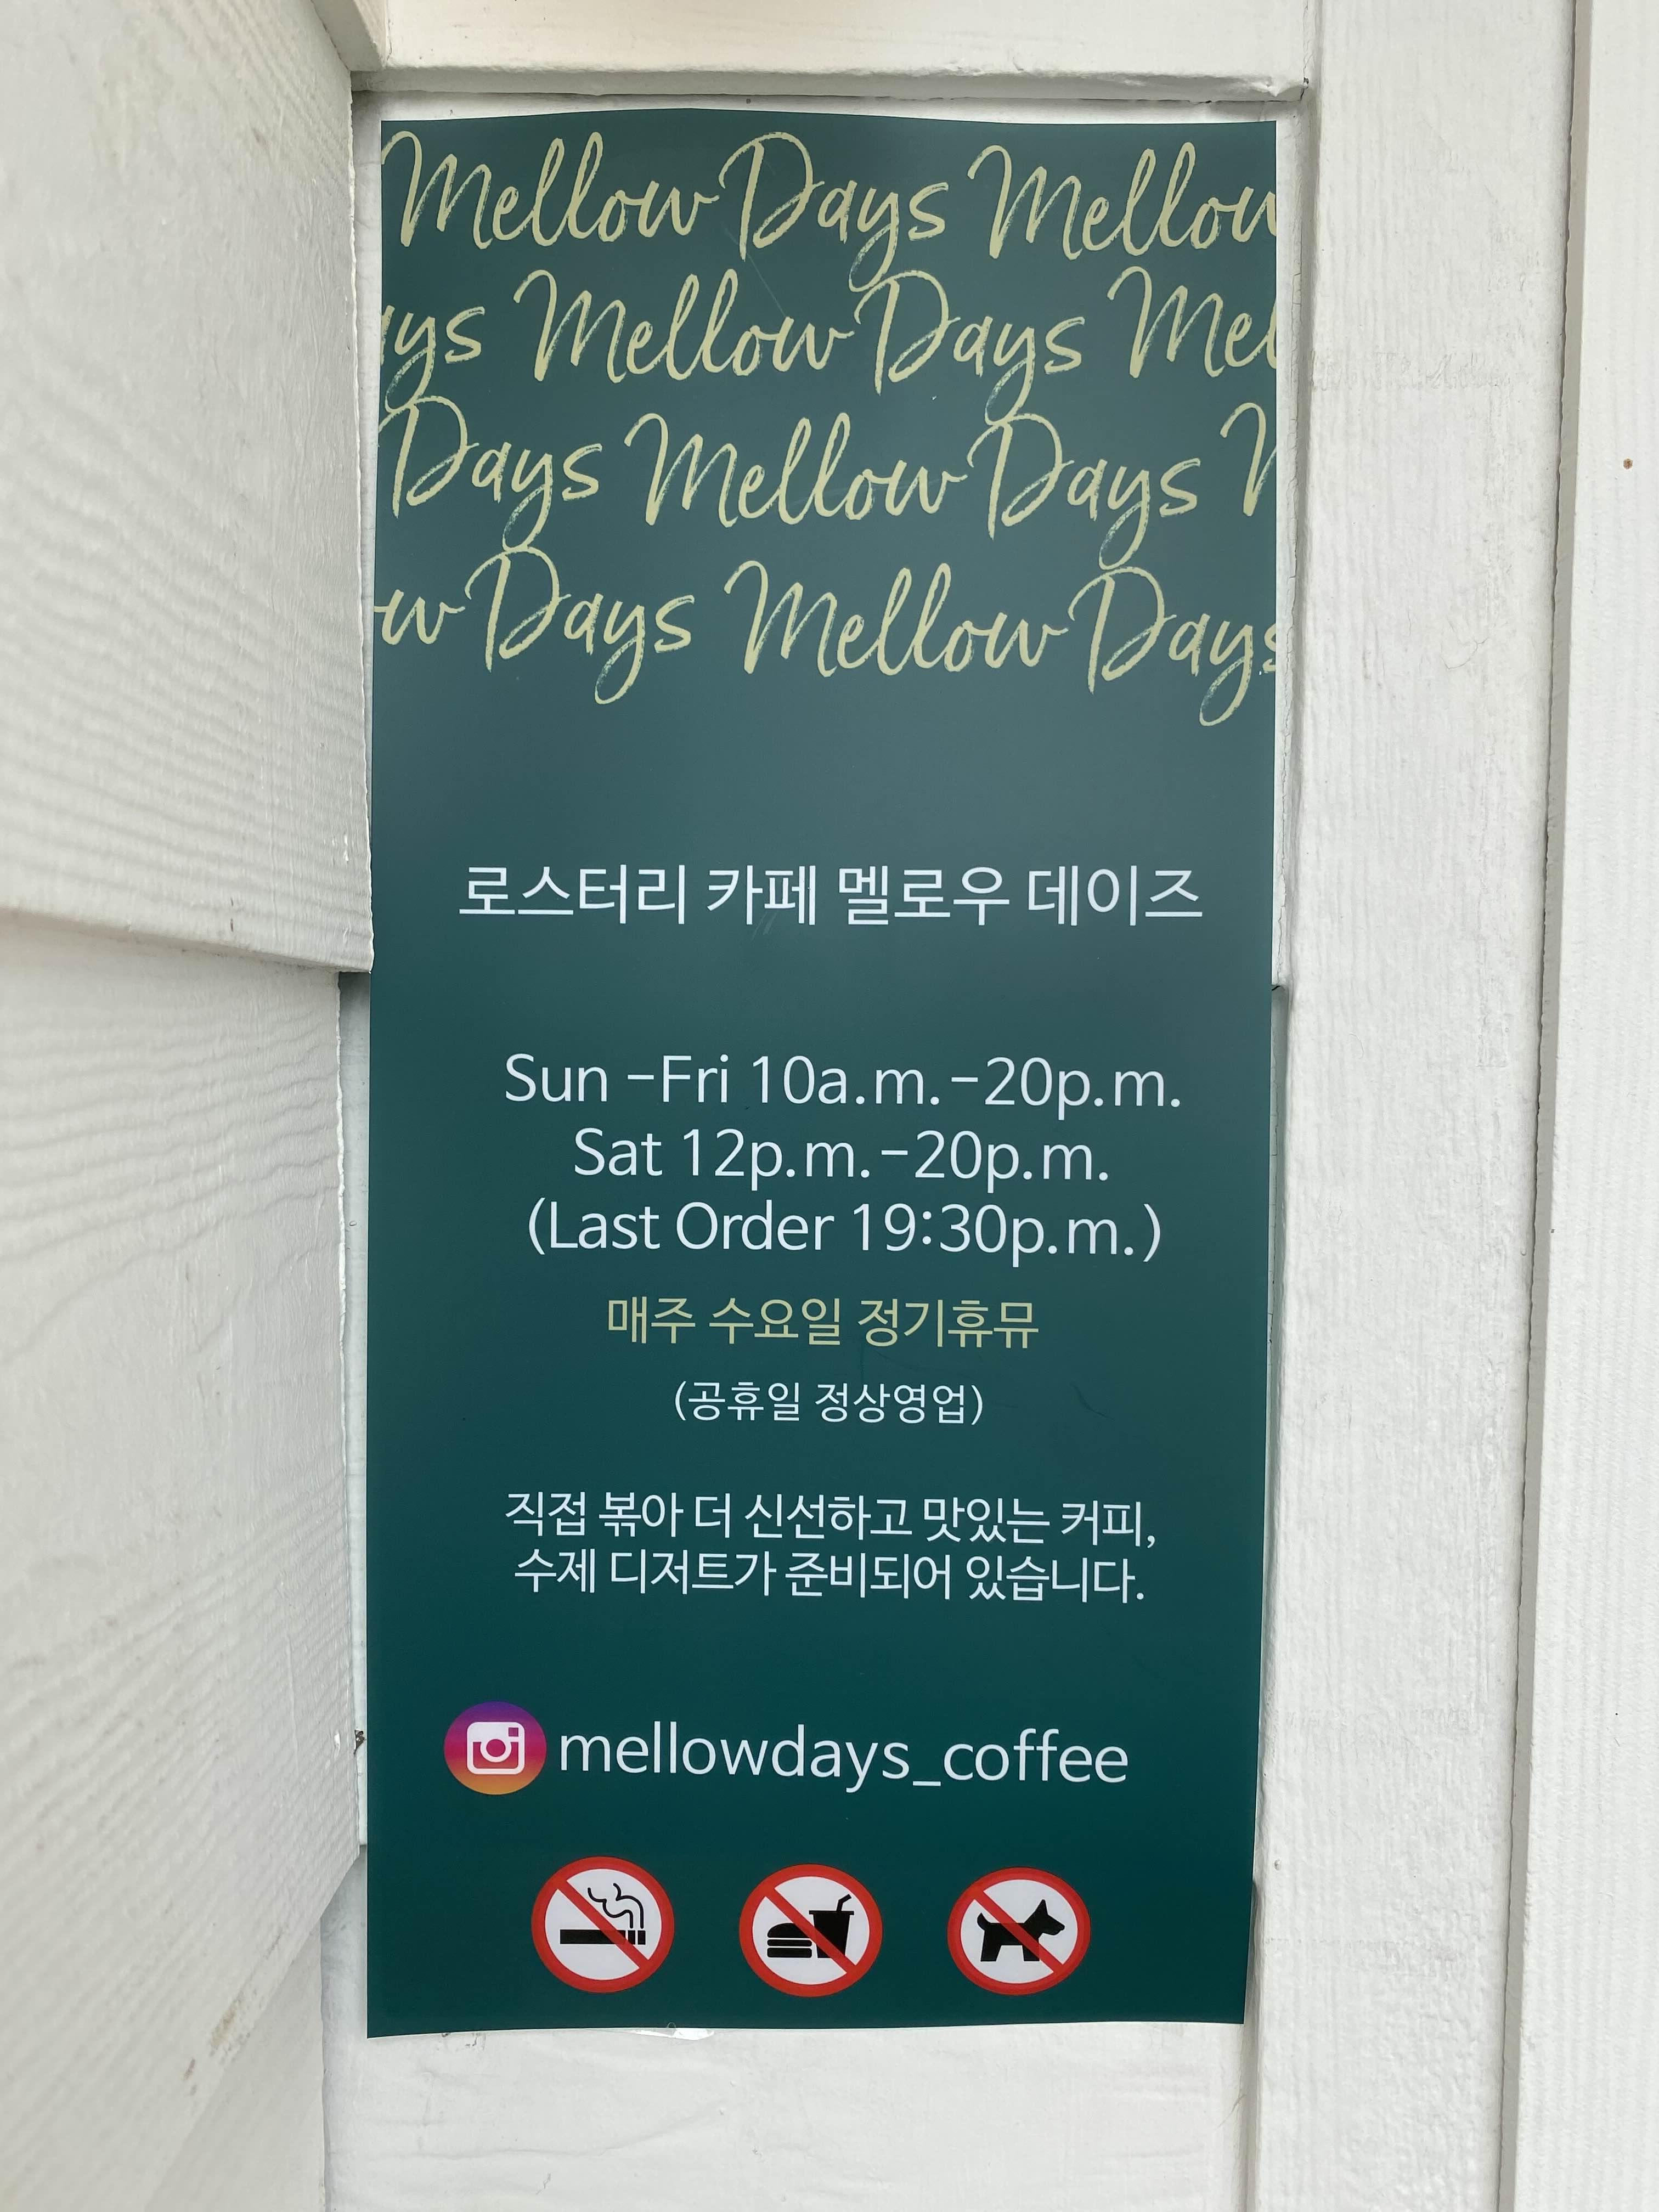 Mellow Days Mellow
ays Mellow Days Mel
Days Mellow Days M
w Days Mellow Days
로스터리 카페 멜로우 데이즈
Sun -Fri 10a.m.-20p.m.
Sat 12p.m.-20p.m.
(Last Order 19:30p.m.)
매주 수요일 정기휴뮤
(공휴일 정상영업)
직접 볶아 더 신선하고 맛있는 커피,
수제 디저트가 준비되어 있습니다.
mellowdays_coffee